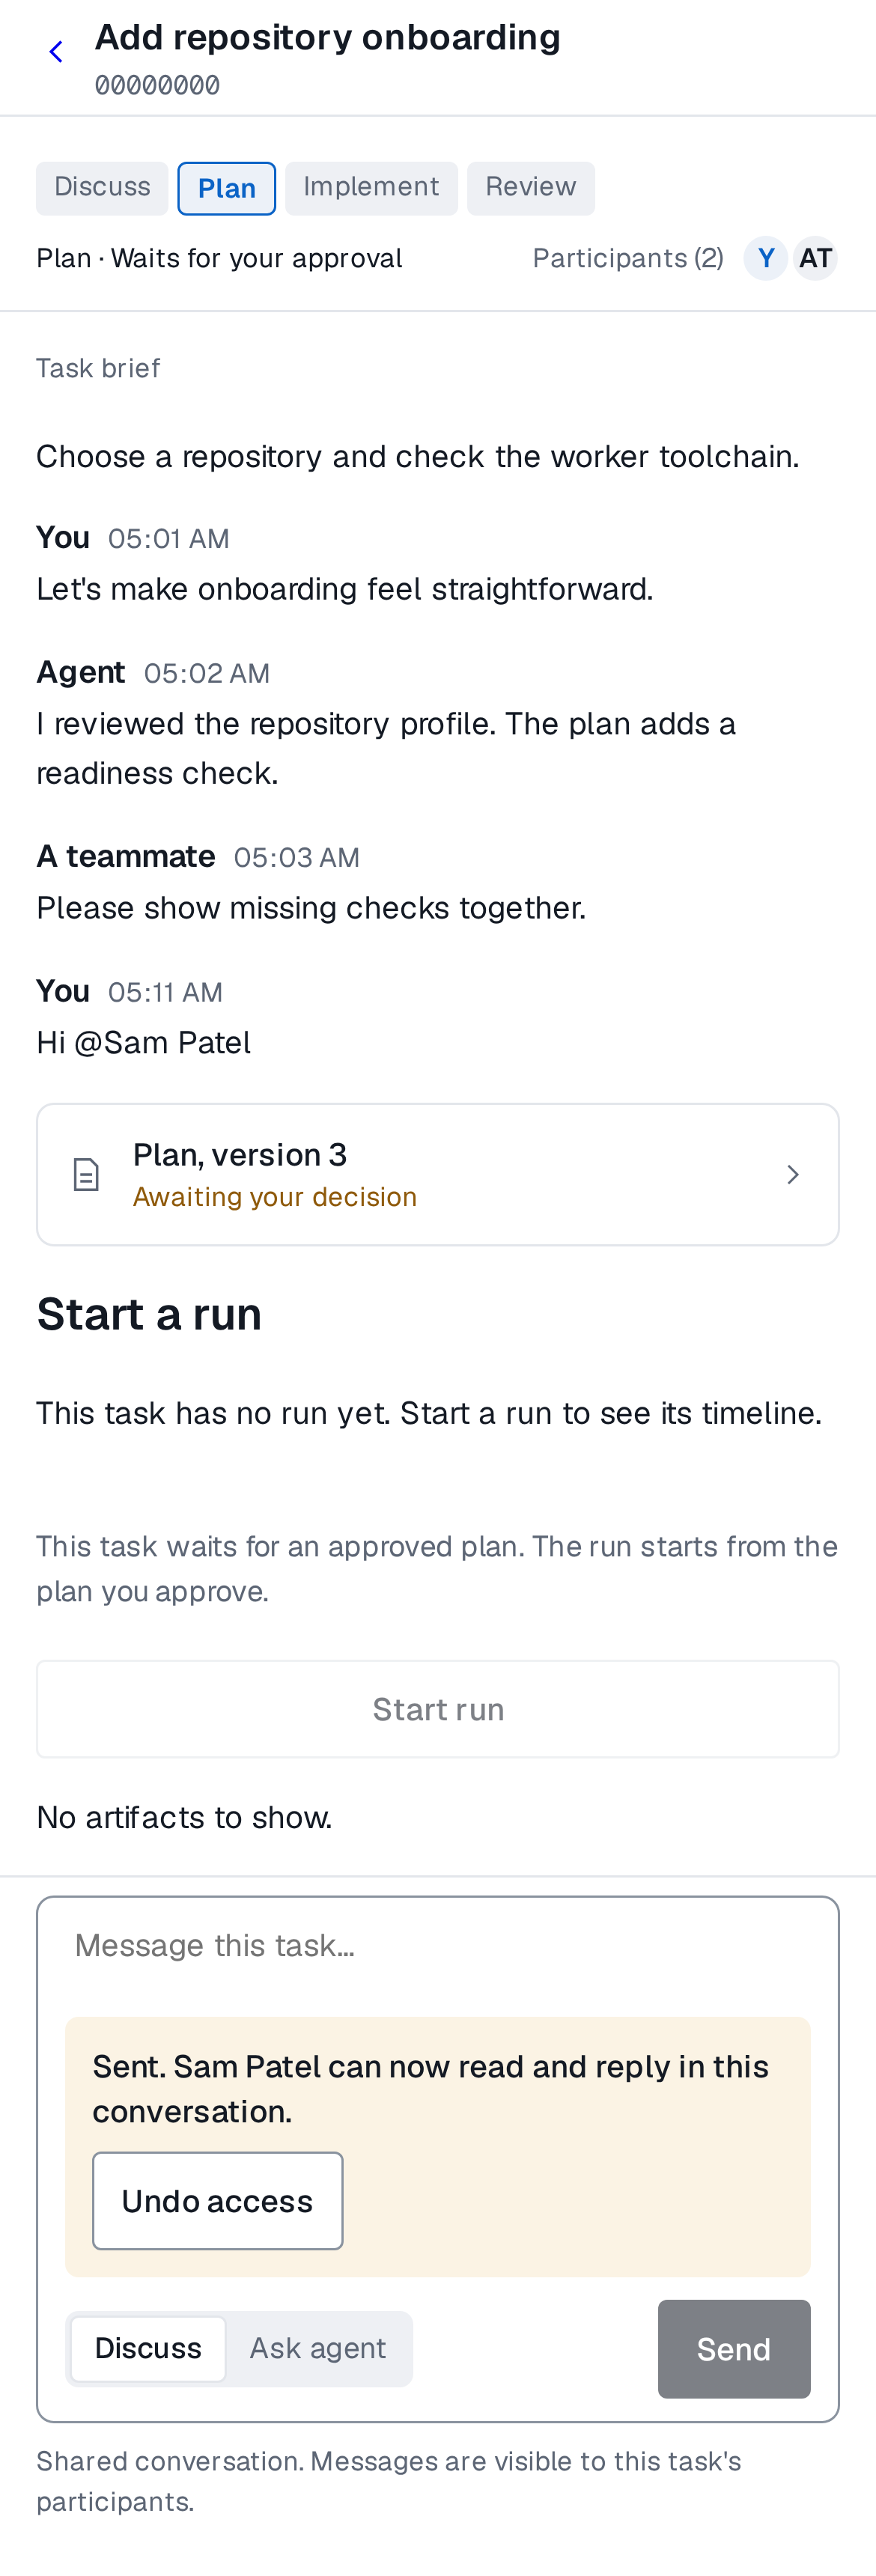 Add repository onboarding
00000000
Discuss Plan Implement Review
Plan · Waits for your approval Participants (2) Y AT
Task brief
Choose a repository and check the worker toolchain.
You 05:01 AM
Let's make onboarding feel straightforward.
Agent 05:02 AM
I reviewed the repository profile. The plan adds a
readiness check.
A teammate 05:03 AM
Please show missing checks together.
You 05:11 AM
Hi @Sam Patel
Plan, version 3
Awaiting your decision
Start a run
This task has no run yet. Start a run to see its timeline.
This task waits for an approved plan. The run starts from the
plan you approve.
Start run
No artifacts to show.
Message this task…
Sent. Sam Patel can now read and reply in this
conversation.
Undo access
Discuss Ask agent Send
Shared conversation. Messages are visible to this task's
participants.